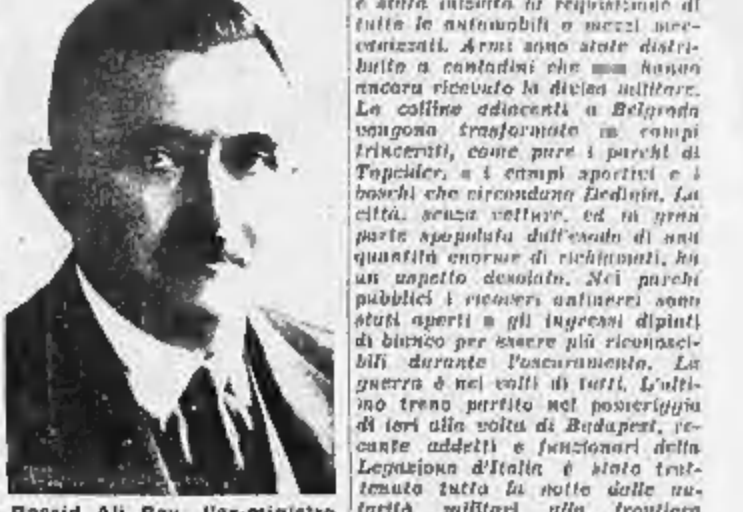 è stata iniziata la requisizione di
tutte le automobili e mezzi mec-
canizzati. Armi sono state distri-
buite a contadini che hanno
ancora ricevuto la divisa militare.
Le colline adiacenti a Belgrado
vengono trasformate in campi
trincerati, come pure i parchi di
Topcider, e i campi sportivi e i
boschi che circondano Dedinie. La
città, senza vetture, ed in gran
parte spopolata dall'esodo di una
quantità enorme di richiamati, ha
un aspetto desolato. Nei parchi
pubblici i ricoveri antiaerei sono
stati aperti e gli ingressi dipinti
di bianco per essere più riconosci-
bili durante l'oscuramento. La
guerra è nei volti di tutti. L'ulti-
mo treno partito nel pomeriggio
di ieri alla volta di Budapest, re-
cante addetti e funzionari della
Legazione d'Italia è stato trat-
tenuto tutta la notte dalle au-
torità militari alla frontiera
Rascid Ali Bey, l'ex-ministro